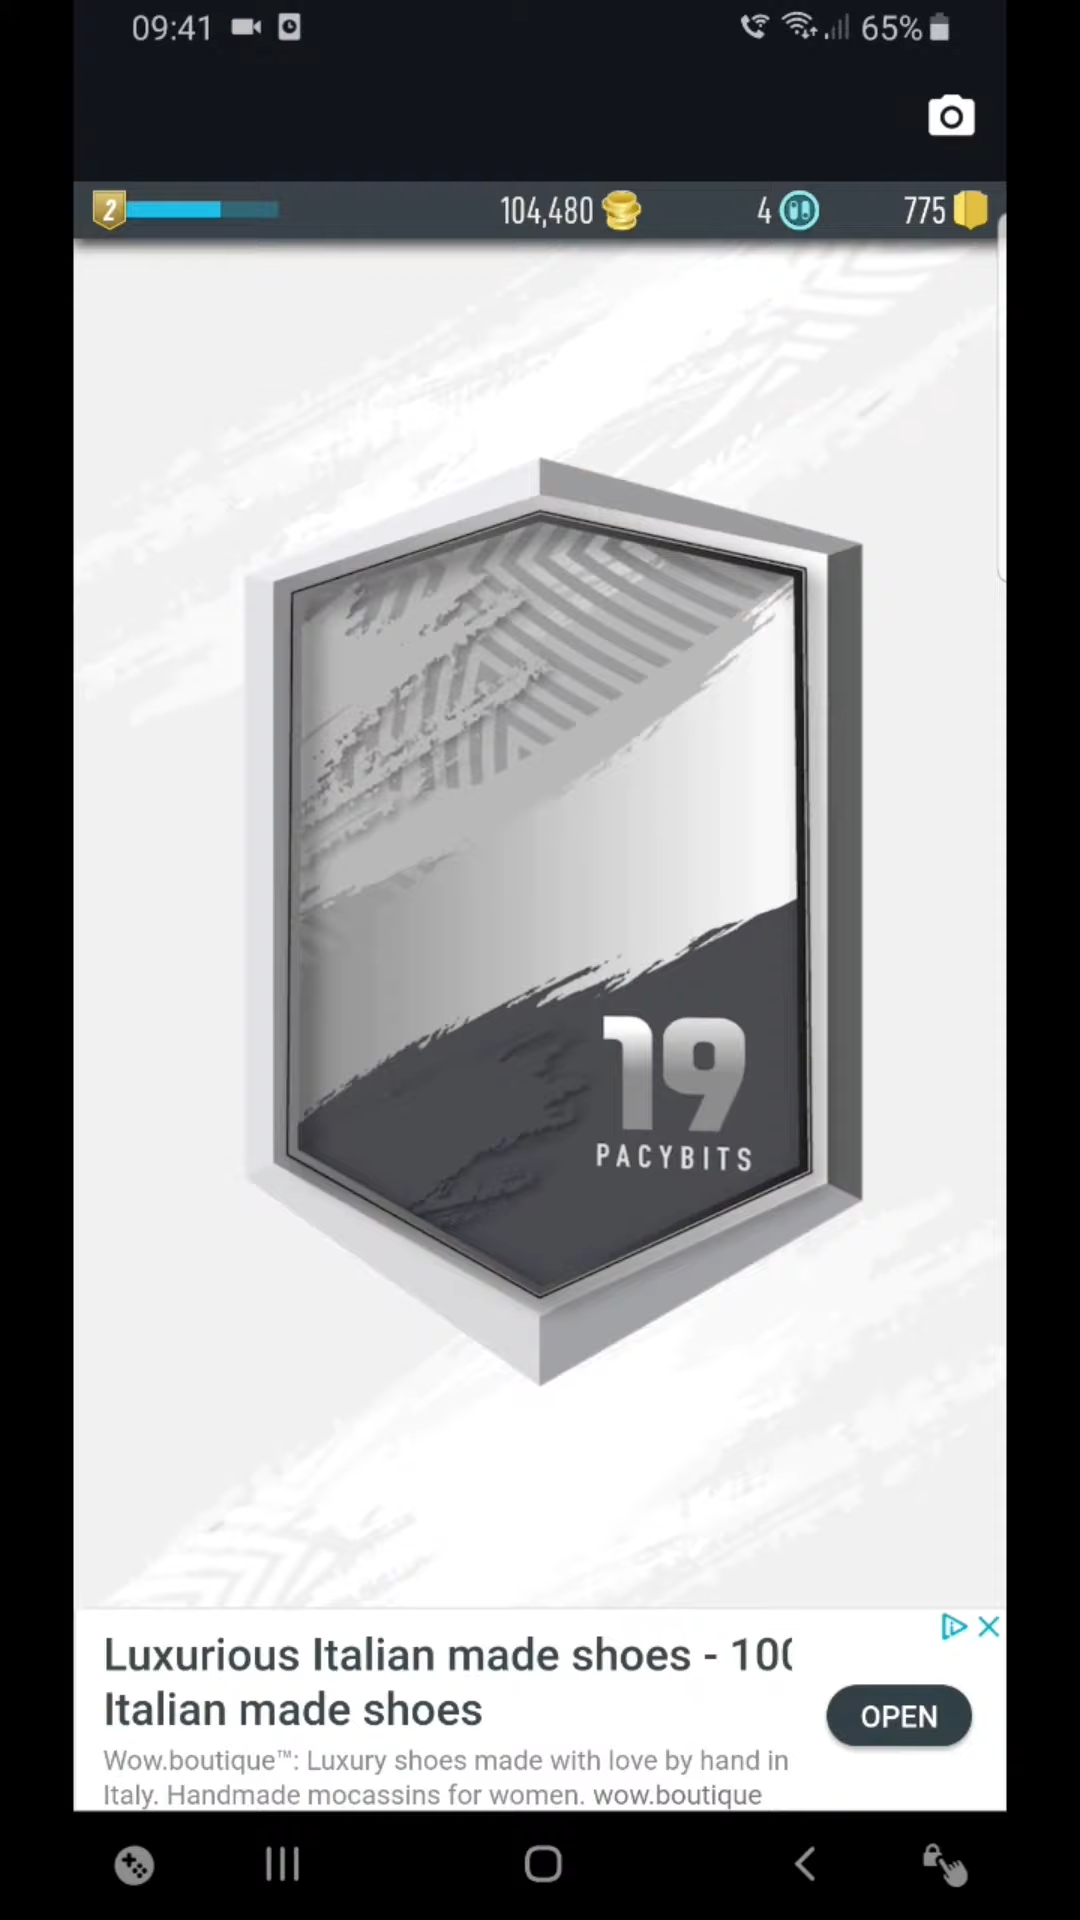 09:41
65%
2
104,480
4
775
19
PACYBITS
Luxurious Italian made shoes - 100
Italian made shoes
OPEN
Wow.boutique™: Luxury shoes made with love by hand in
Italy. Handmade mocassins for women. wow.boutique